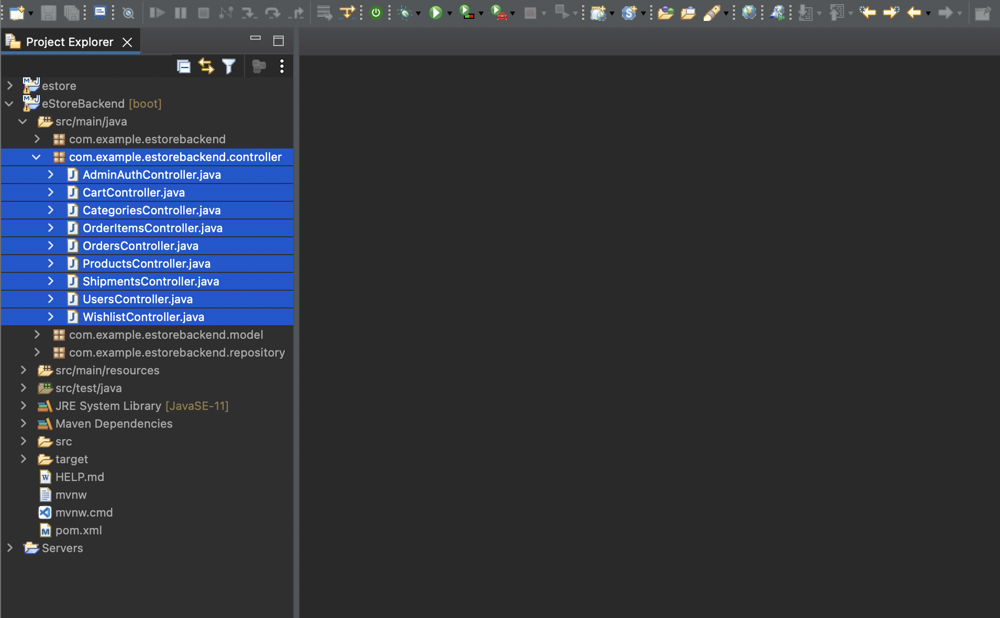 Project Explorer
estore
eStoreBackend [boot]
src/main/java
com.example.estorebackend
com.example.estorebackend.controller
AdminAuthController.java
CartController.java
CategoriesController.java
OrderItemsController.java
OrdersController.java
ProductsController.java
ShipmentsController.java
UsersController.java
WishlistController.java
com.example.estorebackend.model
com.example.estorebackend.repository
src/main/resources
src/test/java
JRE System Library [JavaSE-11]
Maven Dependencies
src
target
HELP.md
mvnw
mvnw.cmd
pom.xml
Servers